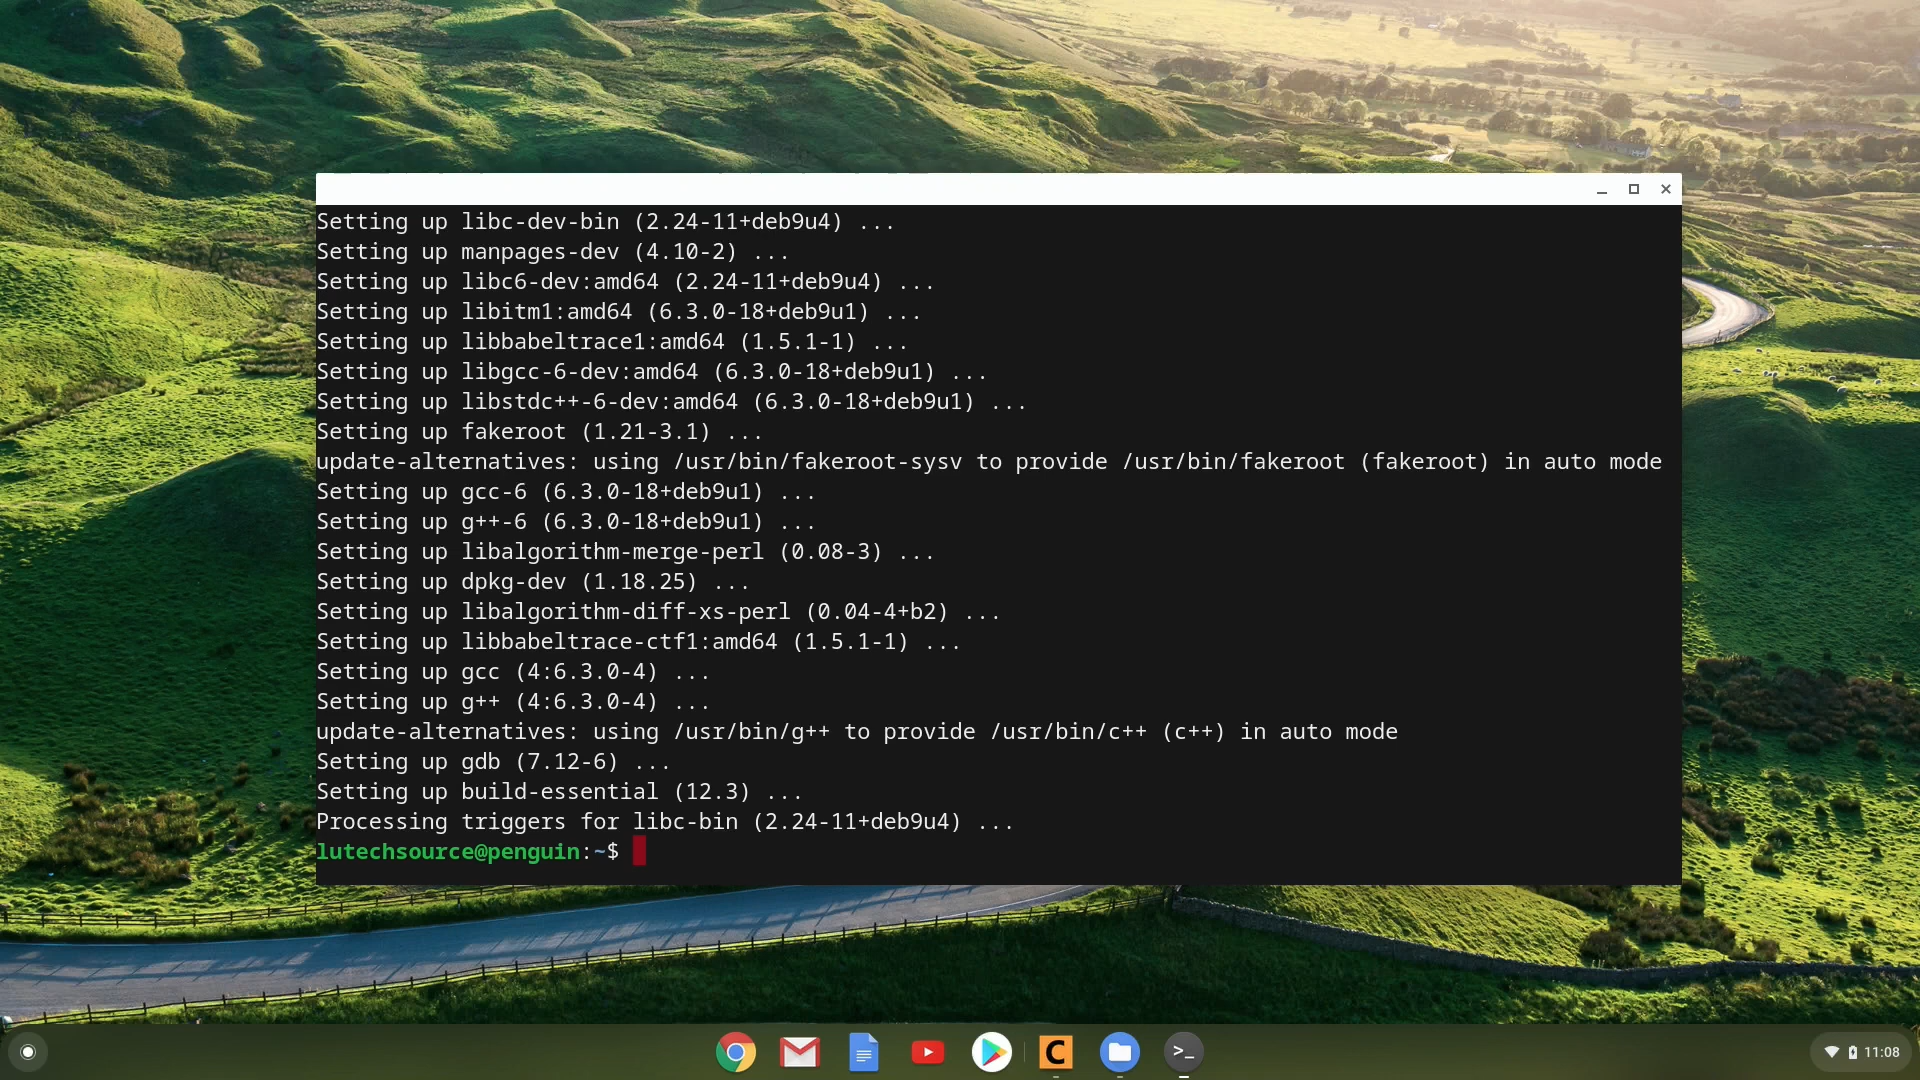 Setting up libc-dev-bin (2.24-11+deb9u4) ...
Setting up manpages-dev (4.10-2) ...
Setting up libc6-dev:amd64 (2.24-11+deb9u4) ...
Setting up libitm1:amd64 (6.3.0-18+deb9u1) ...
Setting up libbabeltrace1:amd64 (1.5.1-1) ...
Setting up libgcc-6-dev:amd64 (6.3.0-18+deb9u1) ...
Setting up libstdc++-6-dev:amd64 (6.3.0-18+deb9u1) ...
Setting up fakeroot (1.21-3.1) ...
update-alternatives: using /usr/bin/fakeroot-sysv to provide /usr/bin/fakeroot (fakeroot) in auto mode
Setting up gcc-6 (6.3.0-18+deb9u1) ...
Setting up g++-6 (6.3.0-18+deb9u1) ...
Setting up libalgorithm-merge-perl (0.08-3) ...
Setting up dpkg-dev (1.18.25) ...
Setting up libalgorithm-diff-xs-perl (0.04-4+b2) ...
Setting up libbabeltrace-ctf1:amd64 (1.5.1-1) ...
Setting up gcc (4:6.3.0-4) ...
Setting up g++ (4:6.3.0-4) ...
update-alternatives: using /usr/bin/g++ to provide /usr/bin/c++ (c++) in auto mode
Setting up gdb (7.12-6) ...
Setting up build-essential (12.3) ...
Processing triggers for libc-bin (2.24-11+deb9u4) ...
lutechsource@penguin:~$
C >_ 11:08